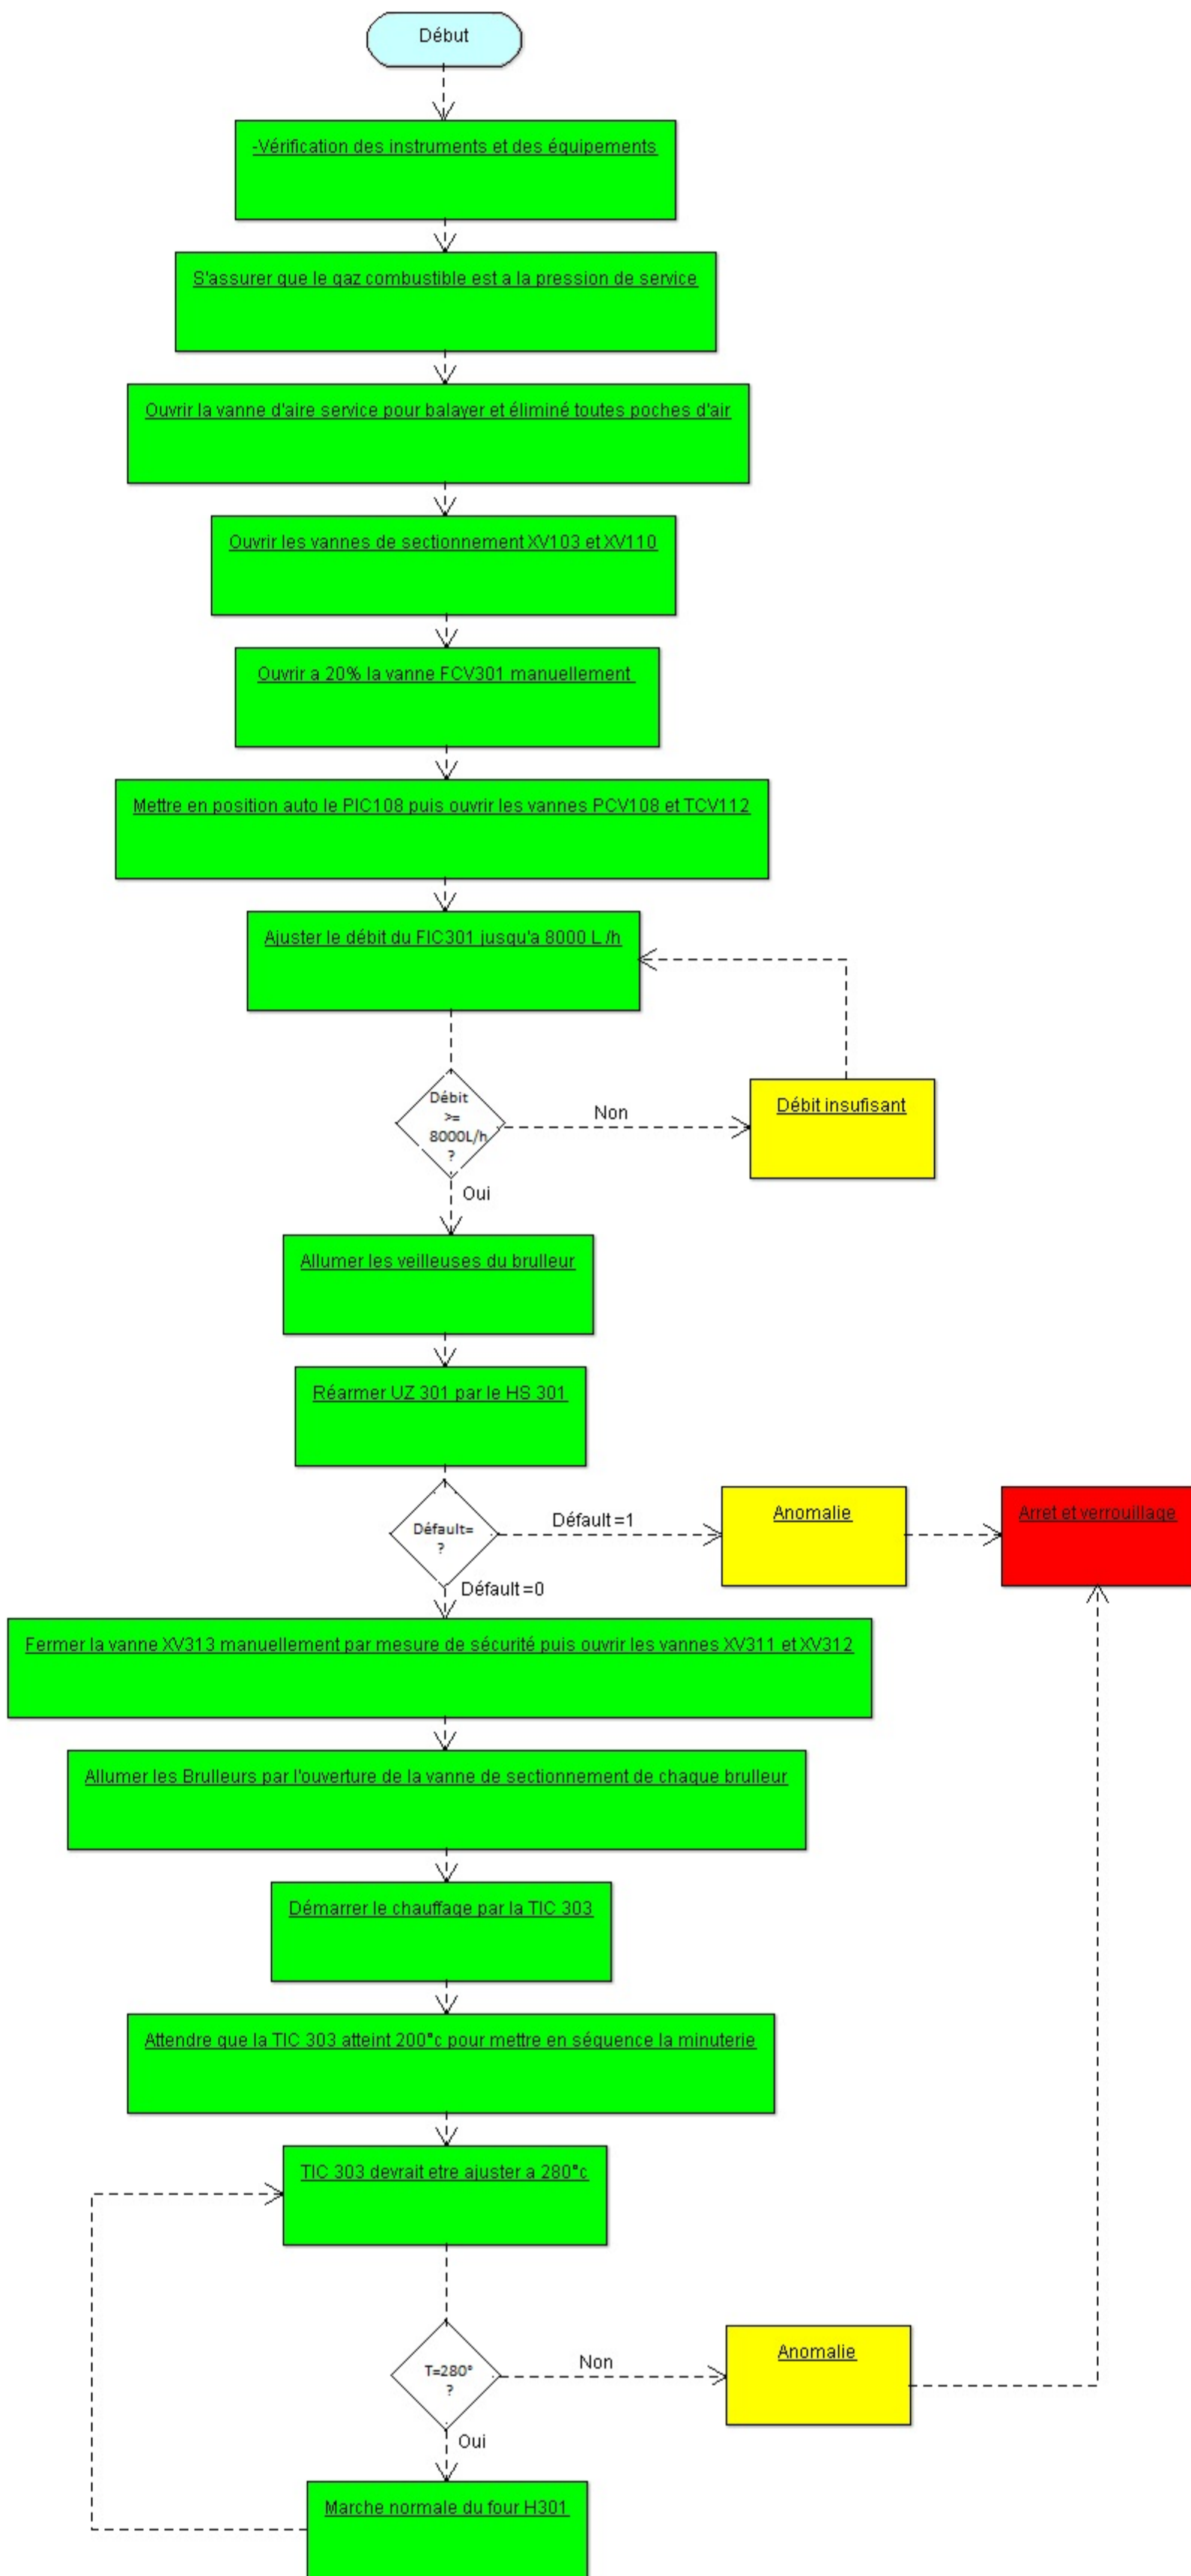 Début
-Vérification des instruments et des équipements
S'assurer que le gaz combustible est a la pression de service
Ouvrir la vanne d'aire service pour balayer et éliminé toutes poches d'air
Ouvrir les vannes de sectionnement XV103 et XV110
Ouvrir a 20% la vanne FCV301 manuellement
Mettre en position auto le PIC108 puis ouvrir les vannes PCV108 et TCV112
Ajuster le débit du FIC301 jusqu'a 8000 L /h
Débit
>=
8000L/h
?
Non
Débit insufisant
Oui
Allumer les veilleuses du brulleur
Réarmer UZ 301 par le HS 301
Défault=
?
Défault =1
Anomalie
Arret et verrouillage
Défault =0
Fermer la vanne XV313 manuellement par mesure de sécurité puis ouvrir les vannes XV311 et XV312
Allumer les Brulleurs par l'ouverture de la vanne de sectionnement de chaque brulleur
Démarrer le chauffage par la TIC 303
Attendre que la TIC 303 atteint 200°c pour mettre en séquence la minuterie
TIC 303 devrait etre ajuster a 280°c
T=280°
?
Non
Anomalie
Oui
Marche normale du four H301